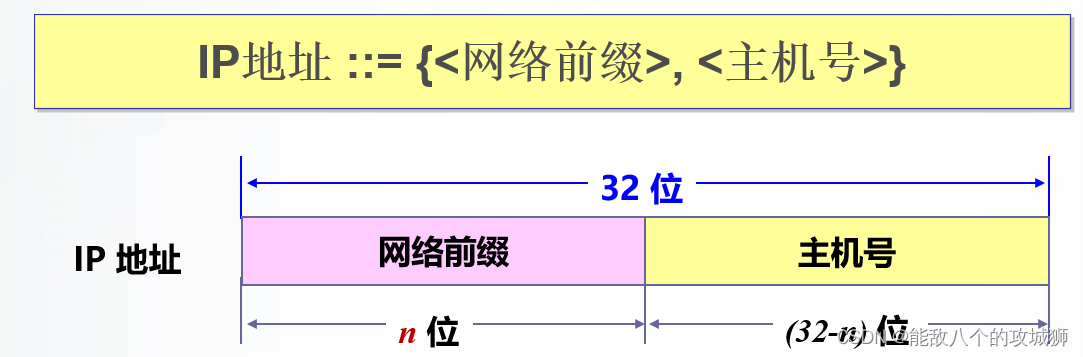 IP地址 ::= {<网络前缀>, <主机号>}
32 位
IP 地址
网络前缀
主机号
n 位
(32-n) 位
CSDN @能敌八个的攻城狮